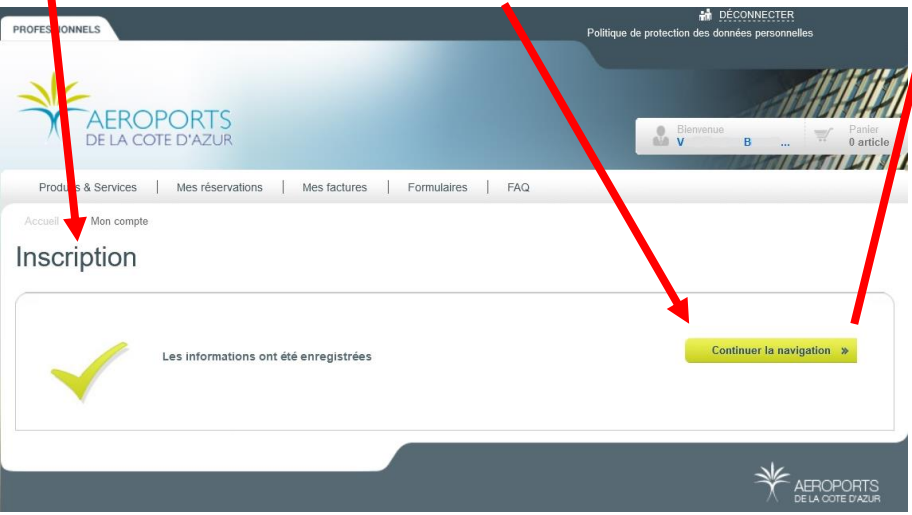 PROFESSIONNELS
DÉCONNECTER
Politique de protection des données personnelles
AEROPORTS
DE LA COTE D'AZUR
Bienvenue
V B ...
Panier
0 article
Produits & Services | Mes réservations | Mes factures | Formulaires | FAQ
Accueil Mon compte
Inscription
Les informations ont été enregistrées
Continuer la navigation »
AEROPORTS
DE LA COTE D'AZUR